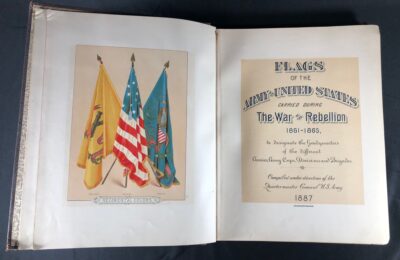 REGIMENTAL COLORS.
FLAGS
OF THE
ARMY OF THE UNITED STATES
CARRIED DURING
The War of the Rebellion
1861-1865,
to designate the Headquarters
of the different
Armies, Army Corps, Divisions and Brigades.
Compiled under direction of the
Quartermaster General U.S. Army
1887